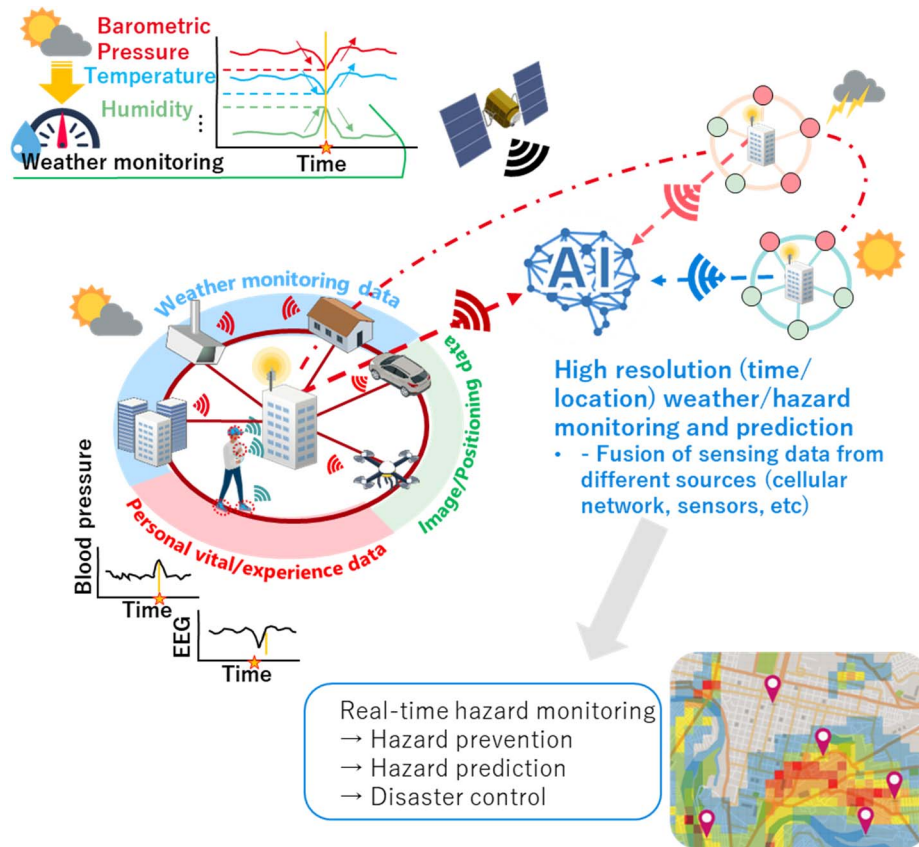 Barometric
Pressure
Temperature
Humidity
⋮
Weather monitoring
Time
AI
Weather monitoring data
Image/Positioning data
Personal vital/experience data
High resolution (time/
location) weather/hazard
monitoring and prediction
• - Fusion of sensing data from
different sources (cellular
network, sensors, etc)
Blood pressure
Time
EEG
Time
Real-time hazard monitoring
→ Hazard prevention
→ Hazard prediction
→ Disaster control